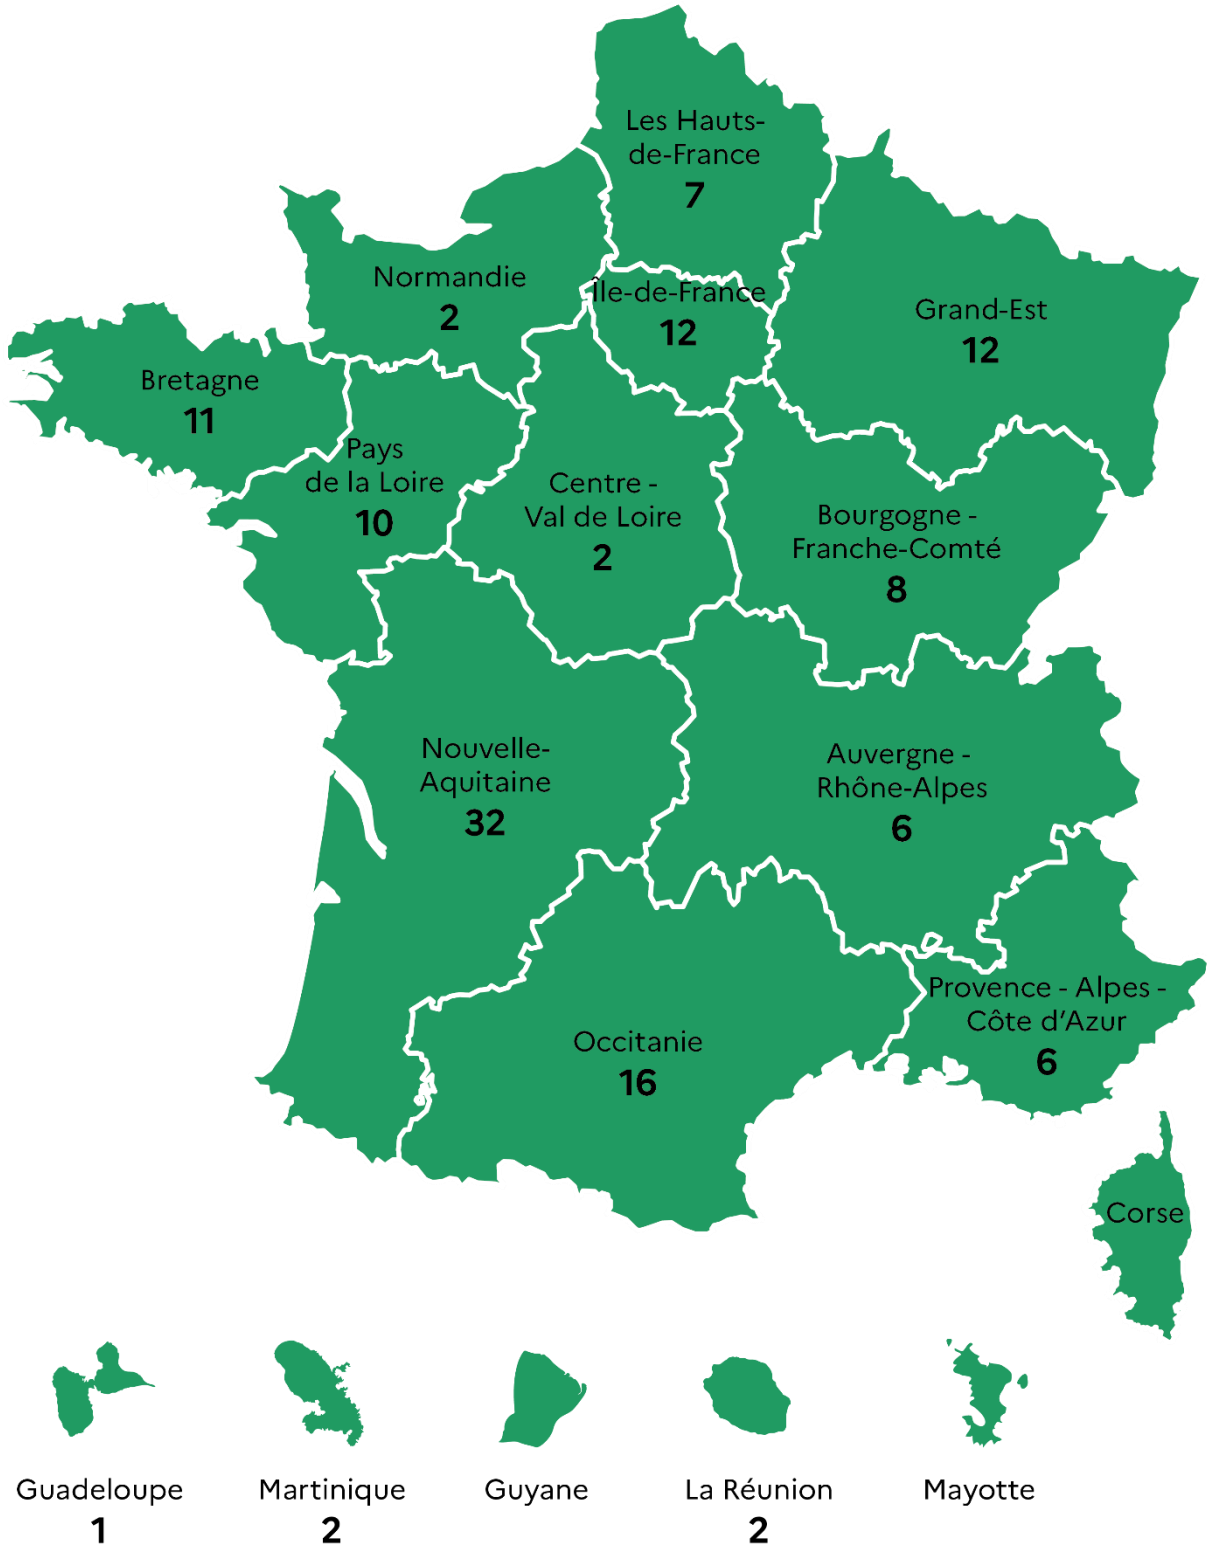 Les Hauts-
de-France
7
Normandie
2
Île-de-France
12
Grand-Est
12
Bretagne
11
Pays
de la Loire
10
Centre -
Val de Loire
2
Bourgogne -
Franche-Comté
8
Nouvelle-
Aquitaine
32
Auvergne -
Rhône-Alpes
6
Provence - Alpes -
Côte d’Azur
6
Occitanie
16
Corse
Guadeloupe
1
Martinique
2
Guyane
La Réunion
2
Mayotte